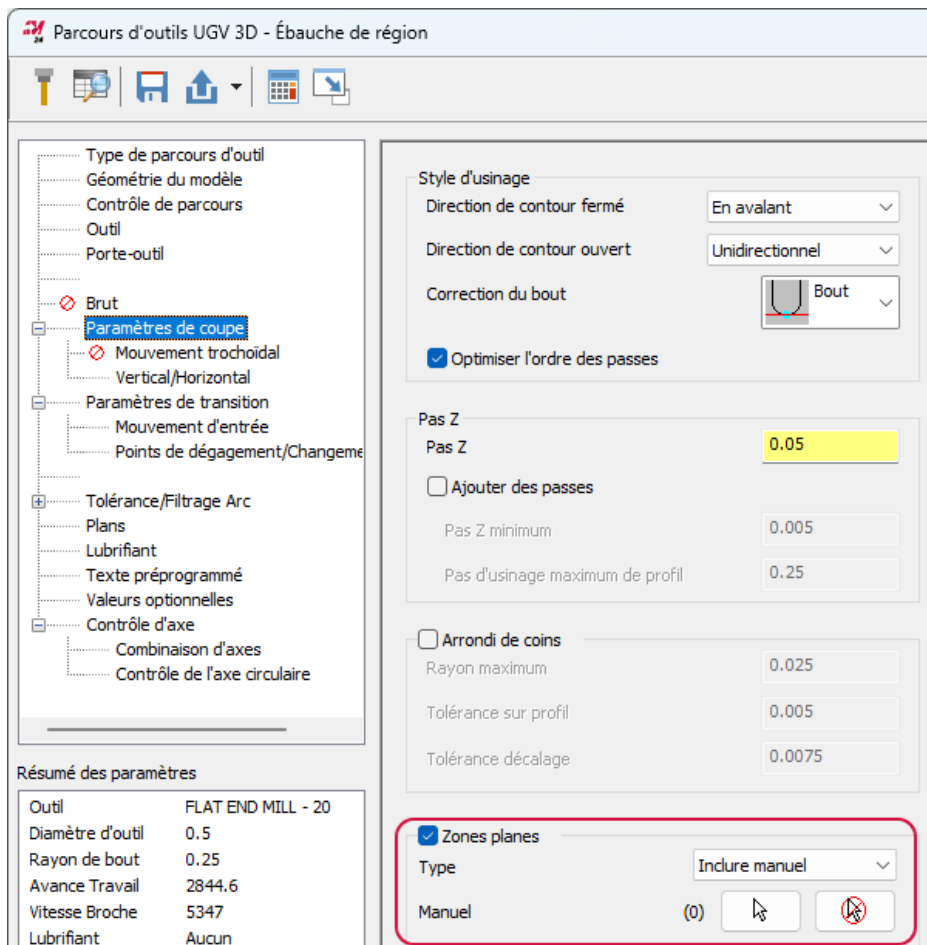 Parcours d'outils UGV 3D - Ébauche de région
Type de parcours d'outil
Géométrie du modèle
Contrôle de parcours
Outil
Porte-outil
Brut
Paramètres de coupe
Mouvement trochoïdal
Vertical/Horizontal
Paramètres de transition
Mouvement d'entrée
Points de dégagement/Changeme
Tolérance/Filtrage Arc
Plans
Lubrifiant
Texte préprogrammé
Valeurs optionnelles
Contrôle d'axe
Combinaison d'axes
Contrôle de l'axe circulaire
Résumé des paramètres
Outil FLAT END MILL - 20
Diamètre d'outil 0.5
Rayon de bout 0.25
Avance Travail 2844.6
Vitesse Broche 5347
Lubrifiant Aucun
Style d'usinage
Direction de contour fermé En avalant
Direction de contour ouvert Unidirectionnel
Correction du bout Bout
Optimiser l'ordre des passes
Pas Z
Pas Z 0.05
Ajouter des passes
Pas Z minimum 0.005
Pas d'usinage maximum de profil 0.25
Arrondi de coins
Rayon maximum 0.025
Tolérance sur profil 0.005
Tolérance décalage 0.0075
Zones planes
Type Inclure manuel
Manuel (0)